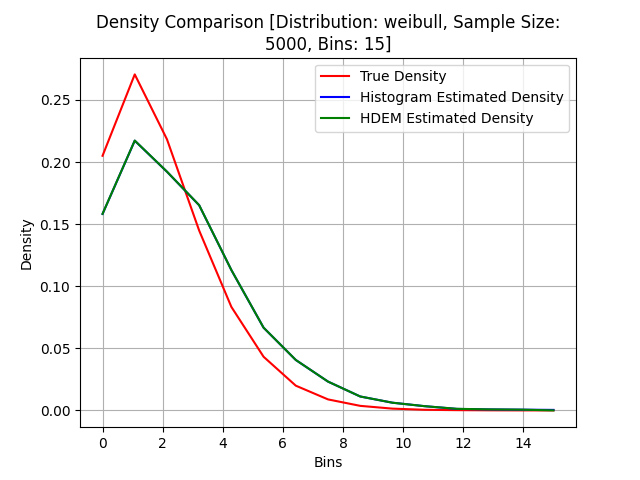 Density Comparison [Distribution: weibull, Sample Size:
5000, Bins: 15]
True Density
Histogram Estimated Density
HDEM Estimated Density
Density
0.25
0.20
0.15
0.10
0.05
0.00
0 2 4 6 8 10 12 14
Bins